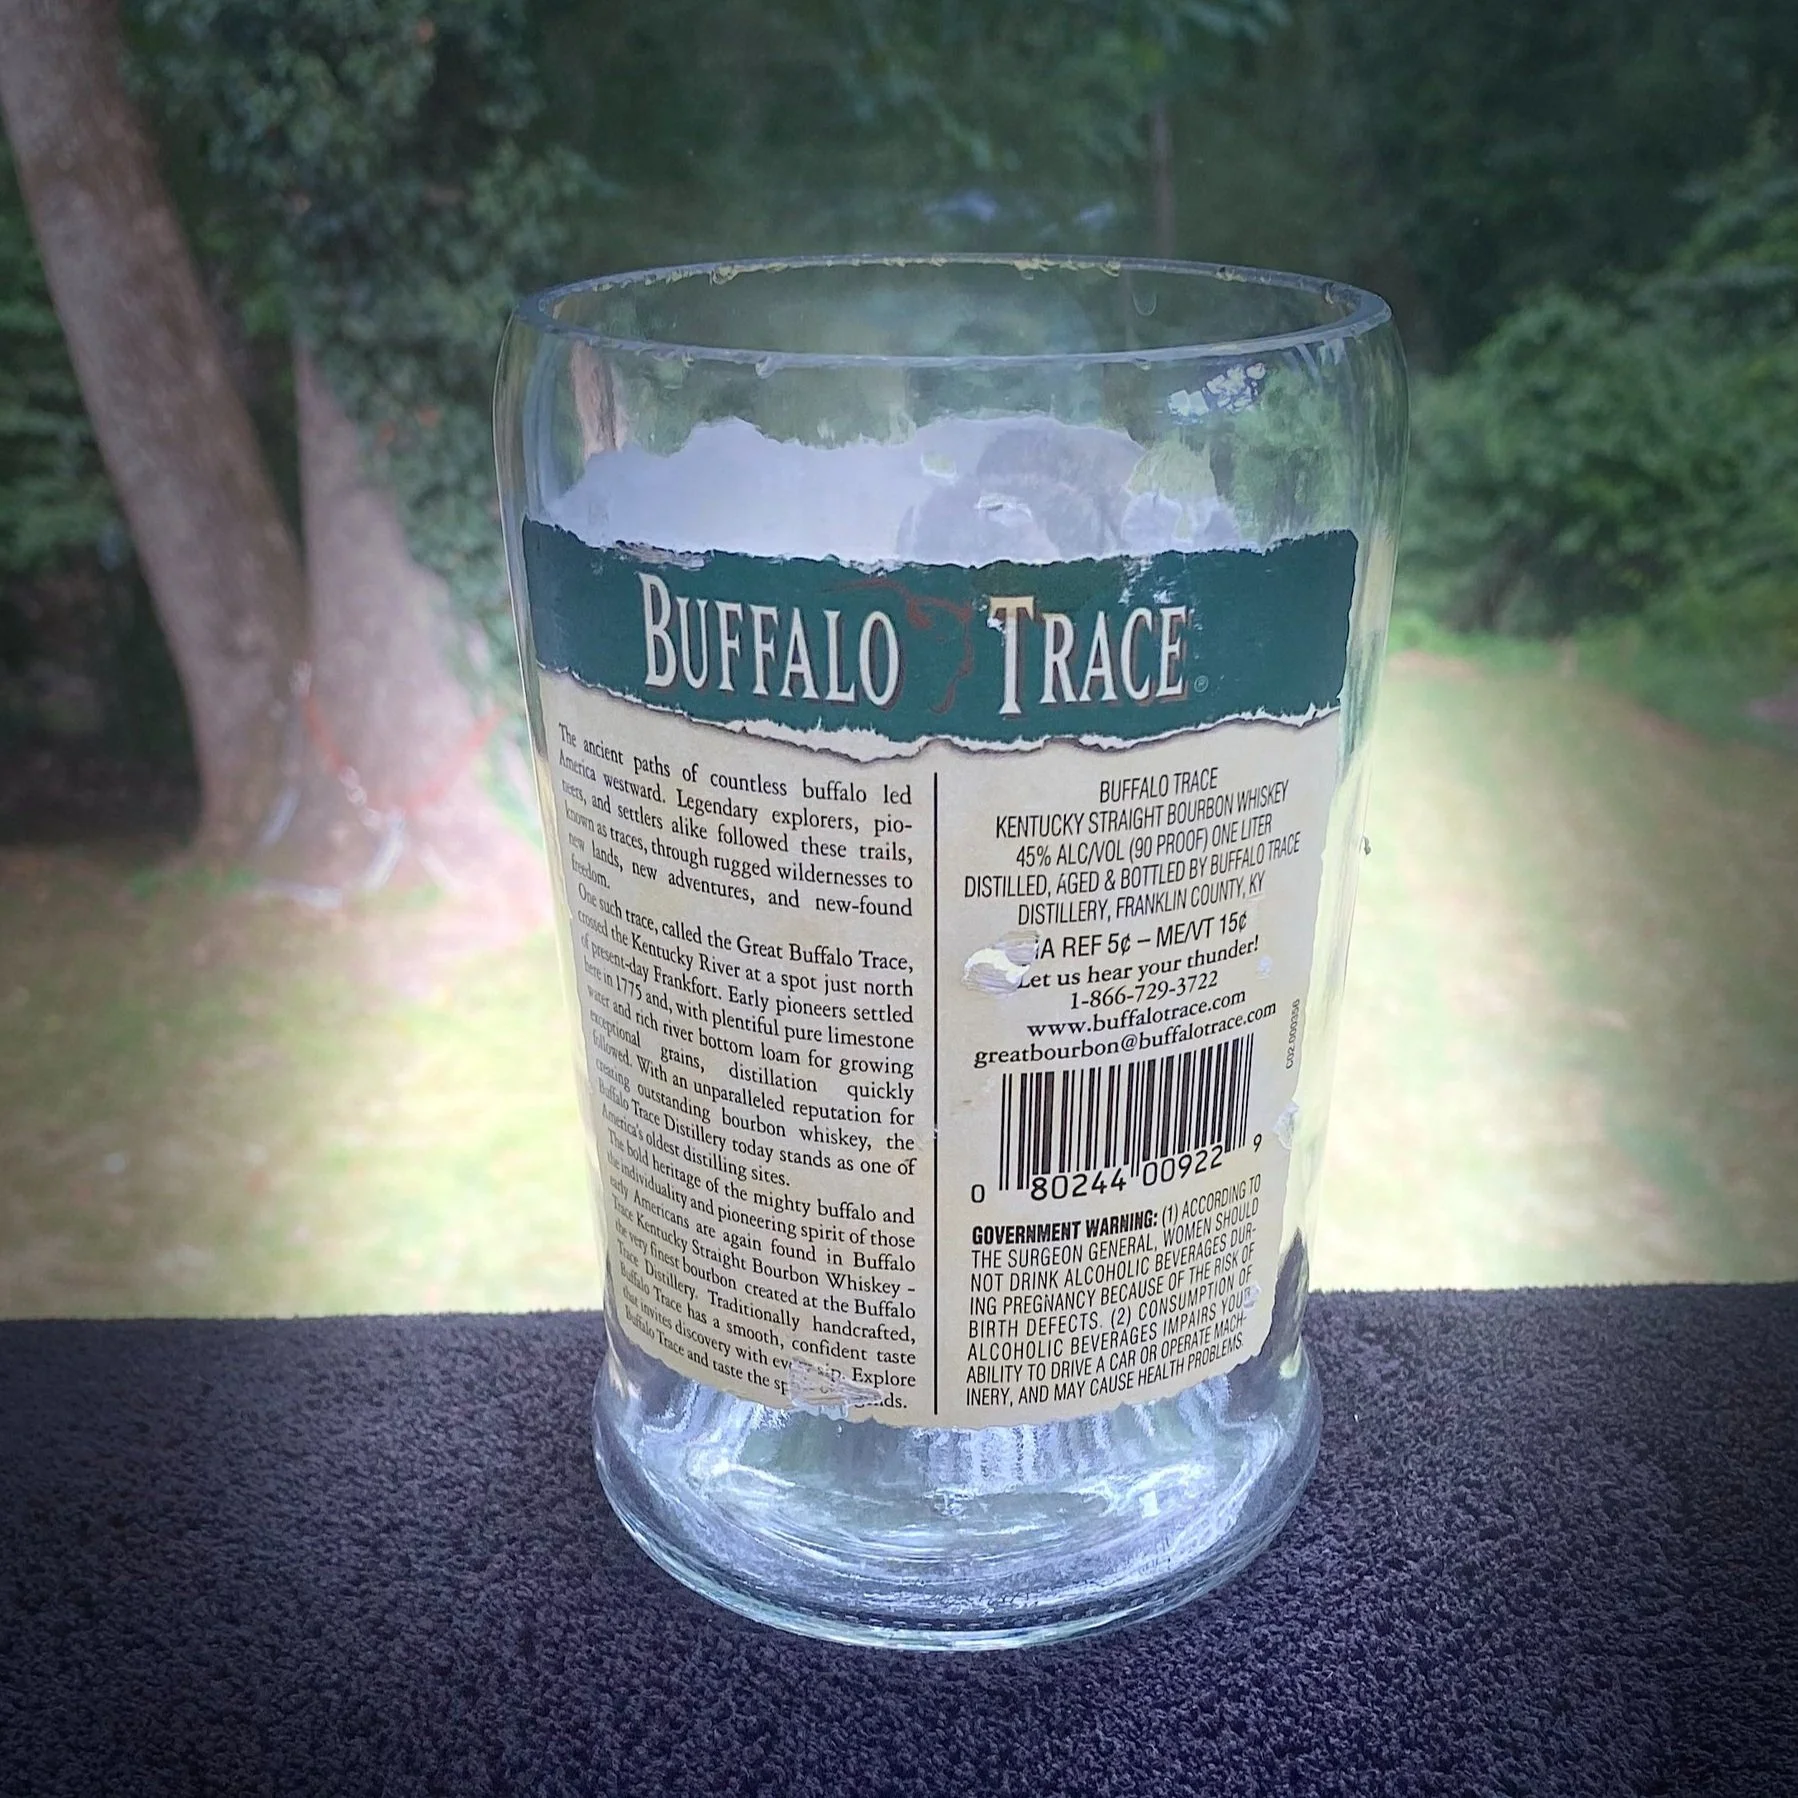 BUFFALO TRACE®
The ancient paths of countless buffalo led
America westward. Legendary explorers, pio-
neers, and settlers alike followed these trails,
known as traces, through rugged wildernesses to
new lands, new adventures, and new-found
freedom.
One such trace, called the Great Buffalo Trace,
crossed the Kentucky River at a spot just north
of present-day Frankfort. Early pioneers settled
here in 1775 and, with plentiful pure limestone
water and rich river bottom loam for growing
exceptional grains, distillation quickly
followed. With an unparalleled reputation for
creating outstanding bourbon whiskey, the
Buffalo Trace Distillery today stands as one of
America's oldest distilling sites.
The bold heritage of the mighty buffalo and
the individuality and pioneering spirit of those
early Americans are again found in Buffalo
Trace Kentucky Straight Bourbon Whiskey -
the very finest bourbon created at the Buffalo
Trace Distillery. Traditionally handcrafted,
Buffalo Trace has a smooth, confident taste
that invites discovery with every sip. Explore
Buffalo Trace and taste the
BUFFALO TRACE
KENTUCKY STRAIGHT BOURBON WHISKEY
45% ALC/VOL (90 PROOF) ONE LITER
DISTILLED, AGED & BOTTLED BY BUFFALO TRACE
DISTILLERY, FRANKLIN COUNTY, KY
REF 5¢ – ME/VT 15¢
Let us hear your thunder!
1-866-729-3722
www.buffalotrace.com
greatbourbon@buffalotrace.com
0 80244 00922 9
GOVERNMENT WARNING: (1) ACCORDING TO
THE SURGEON GENERAL, WOMEN SHOULD
NOT DRINK ALCOHOLIC BEVERAGES DUR-
ING PREGNANCY BECAUSE OF THE RISK OF
BIRTH DEFECTS. (2) CONSUMPTION OF
ALCOHOLIC BEVERAGES IMPAIRS YOUR
ABILITY TO DRIVE A CAR OR OPERATE MACH-
INERY, AND MAY CAUSE HEALTH PROBLEMS.